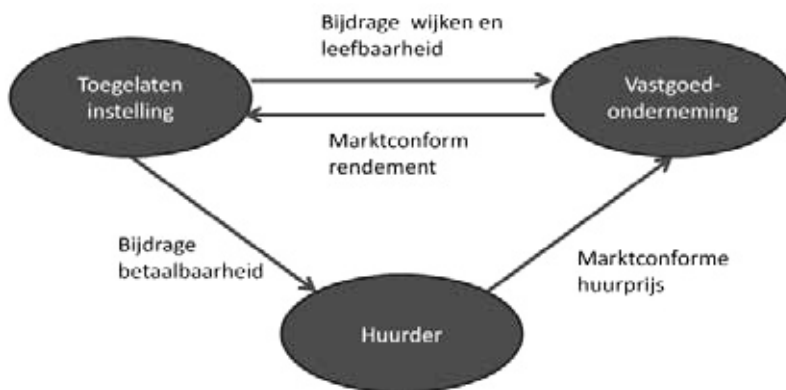 Bijdrage wijken en
leefbaarheid
Toegelaten
instelling
Vastgoed-
onderneming
Marktconform
rendement
Bijdrage
betaalbaarheid
Marktconforme
huurprijs
Huurder